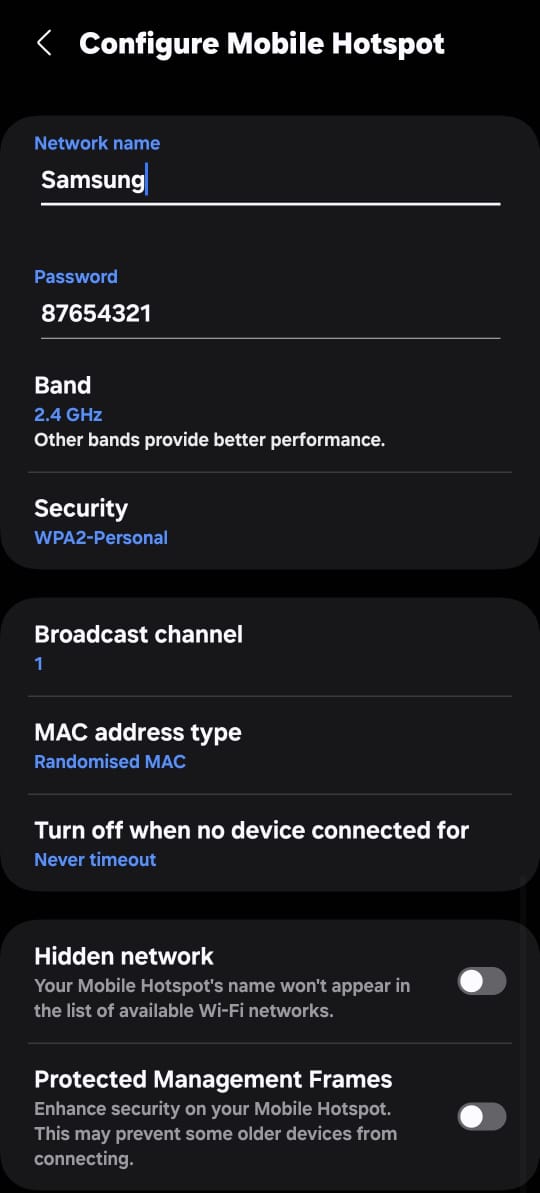 Configure Mobile Hotspot
Network name
Samsung
Password
87654321
Band
2.4 GHz
Other bands provide better performance.
Security
WPA2-Personal
Broadcast channel
1
MAC address type
Randomised MAC
Turn off when no device connected for
Never timeout
Hidden network
Your Mobile Hotspot's name won't appear in
the list of available Wi-Fi networks.
Protected Management Frames
Enhance security on your Mobile Hotspot.
This may prevent some older devices from
connecting.